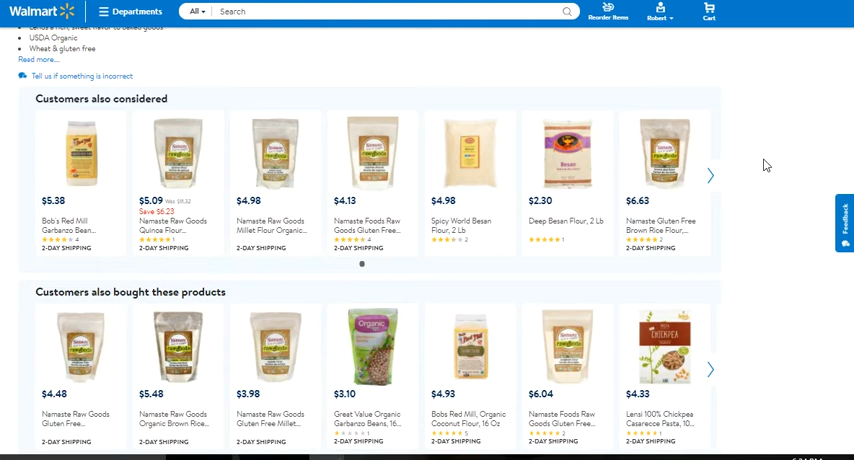 Walmart
Departments
All
Search
Reorder Items
Robert
Cart
USDA Organic
Wheat & gluten free
Read more...
Tell us if something is incorrect
Customers also considered
$5.38
Bob's Red Mill
Garbanzo Bean...
4
2-DAY SHIPPING
$5.09 Was $11.32
Save $6.23
Namaste Raw Goods
Quinoa Flour...
1
2-DAY SHIPPING
$4.98
Namaste Raw Goods
Millet Flour Organic...
2-DAY SHIPPING
$4.13
Namaste Foods Raw
Goods Gluten Free...
4
2-DAY SHIPPING
$4.98
Spicy World Besan
Flour, 2 Lb
2
Besan
$2.30
Deep Besan Flour, 2 Lb
1
$6.63
Namaste Gluten Free
Brown Rice Flour,...
2
2-DAY SHIPPING
Feedback
Customers also bought these products
$4.48
Namaste Raw Goods
Gluten Free...
2-DAY SHIPPING
$5.48
Namaste Raw Goods
Organic Brown Rice...
2-DAY SHIPPING
$3.98
Namaste Raw Goods
Gluten Free Millet...
2-DAY SHIPPING
Organic
$3.10
Great Value Organic
Garbanzo Beans, 16...
1
2-DAY SHIPPING
$4.93
Bobs Red Mill, Organic
Coconut Flour, 16 Oz
5
2-DAY SHIPPING
$6.04
Namaste Foods Raw
Goods Gluten Free...
2
2-DAY SHIPPING
CHICKPEA
$4.33
Lensi 100% Chickpea
Casarecce Pasta, 10...
1
2-DAY SHIPPING